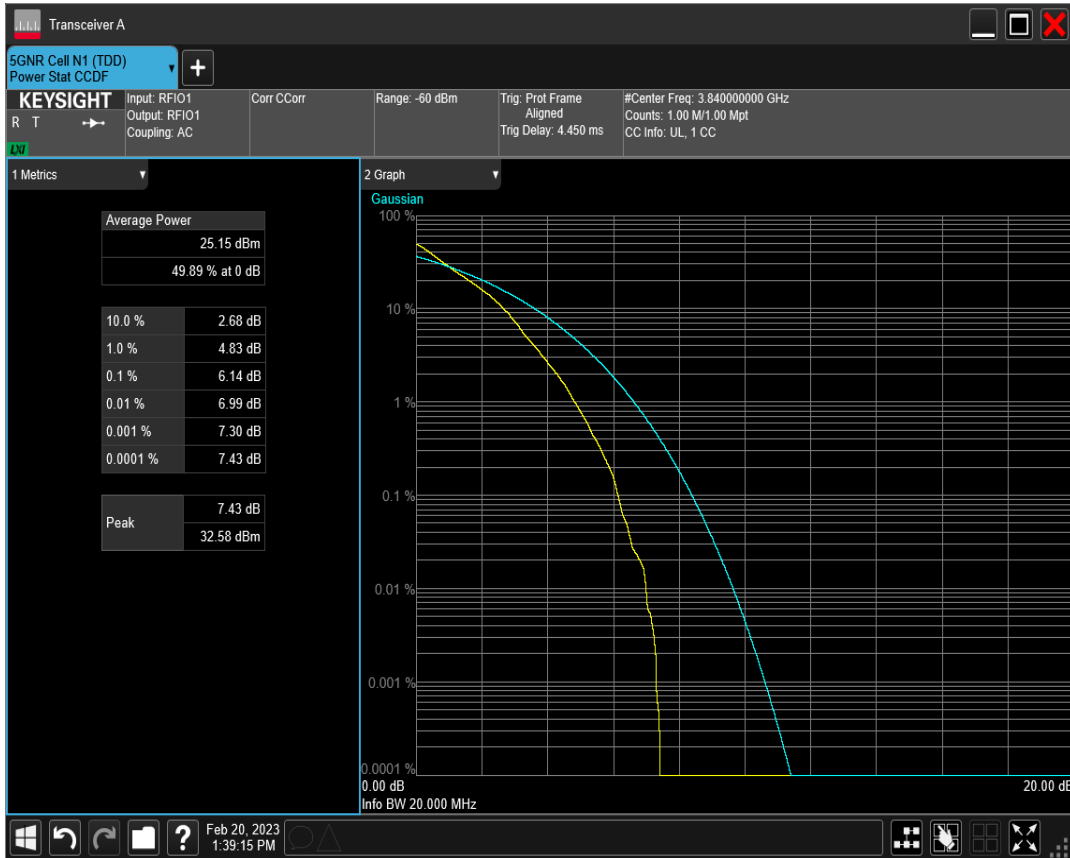 Transceiver A
5GNR Cell N1 (TDD)
Power Stat CCDF
+
KEYSIGHT
R T
LXI
Input: RFIO1
Output: RFIO1
Coupling: AC
Corr CCorr
Range: -60 dBm
Trig: Prot Frame
Aligned
Trig Delay: 4.450 ms
#Center Freq: 3.840000000 GHz
Counts: 1.00 M/1.00 Mpt
CC Info: UL, 1 CC
1 Metrics
Average Power
25.15 dBm
49.89 % at 0 dB
10.0 % 2.68 dB
1.0 % 4.83 dB
0.1 % 6.14 dB
0.01 % 6.99 dB
0.001 % 7.30 dB
0.0001 % 7.43 dB
Peak
7.43 dB
32.58 dBm
2 Graph
Gaussian
100 %
10 %
1 %
0.1 %
0.01 %
0.001 %
0.0001 %
0.00 dB 20.00 dB
Info BW 20.000 MHz
?
Feb 20, 2023
1:39:15 PM